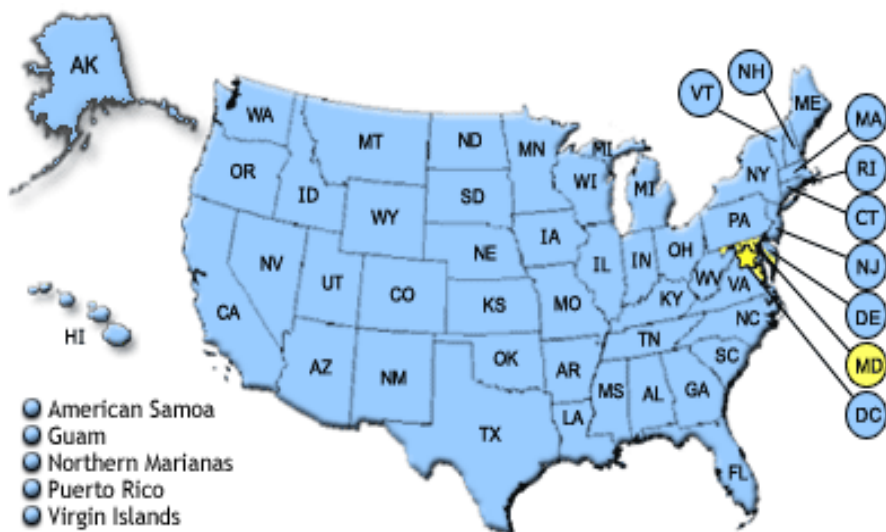 AK
NH
VT
ME
WA
MT
ND
MN
MI
MA
OR
ID
SD
WI
MI
NY
RI
WY
CT
IA
PA
NE
NV
UT
IL
IN
OH
NJ
CO
WV
VA
CA
KS
MO
KY
DE
HI
NC
TN
AZ
NM
OK
AR
SC
MD
MS
AL
GA
American Samoa
DC
LA
Guam
TX
Northern Marianas
FL
Puerto Rico
Virgin Islands